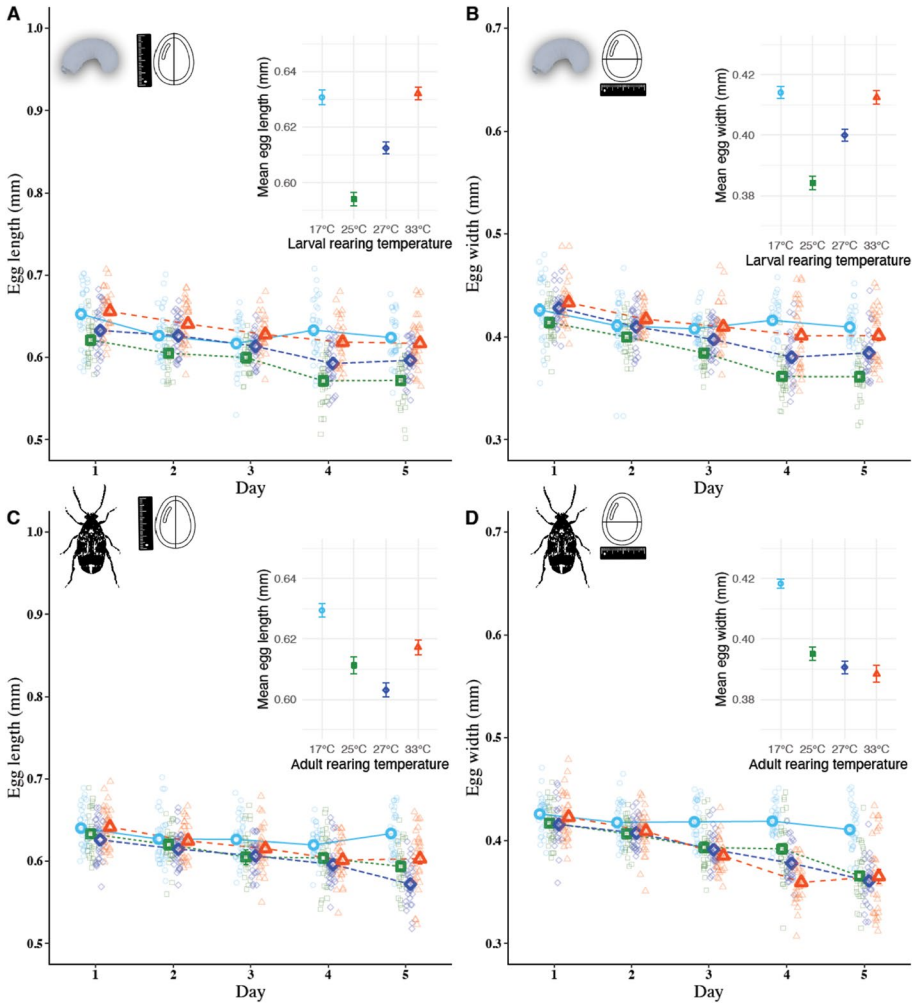 A
1.0
0.9
0.8
0.7
0.6
0.5
Egg length (mm)
1 2 3 4 5
Day
0.64
0.62
0.60
Mean egg length (mm)
17°C 25°C 27°C 33°C
Larval rearing temperature
B
0.7
0.6
0.5
0.4
0.3
Egg width (mm)
1 2 3 4 5
Day
0.42
0.40
0.38
Mean egg width (mm)
17°C 25°C 27°C 33°C
Larval rearing temperature
C
1.0
0.9
0.8
0.7
0.6
0.5
Egg length (mm)
1 2 3 4 5
Day
0.64
0.62
0.60
Mean egg length (mm)
17°C 25°C 27°C 33°C
Adult rearing temperature
D
0.7
0.6
0.5
0.4
0.3
Egg width (mm)
1 2 3 4 5
Day
0.42
0.40
0.38
Mean egg width (mm)
17°C 25°C 27°C 33°C
Adult rearing temperature